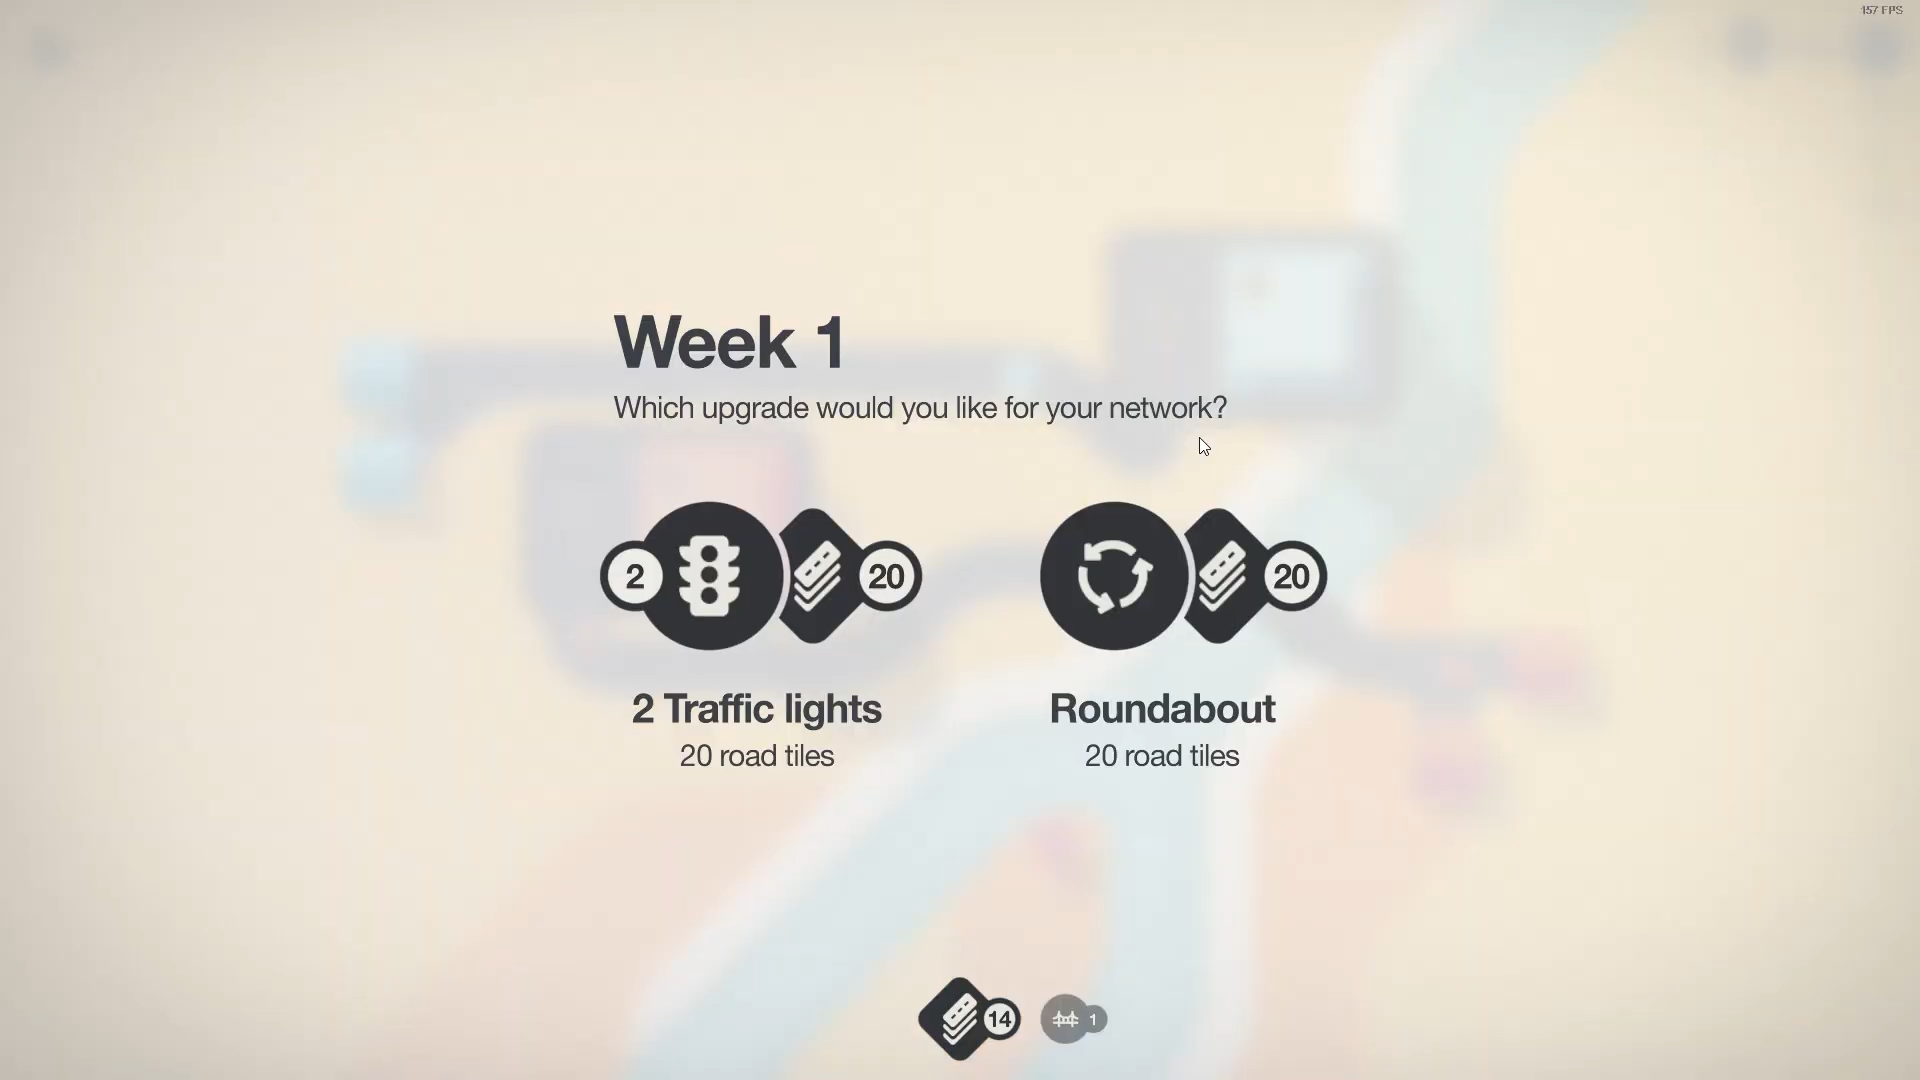 157 FPS
Week 1
Which upgrade would you like for your network?
2
20
20
2 Traffic lights
Roundabout
20 road tiles
20 road tiles
14
1